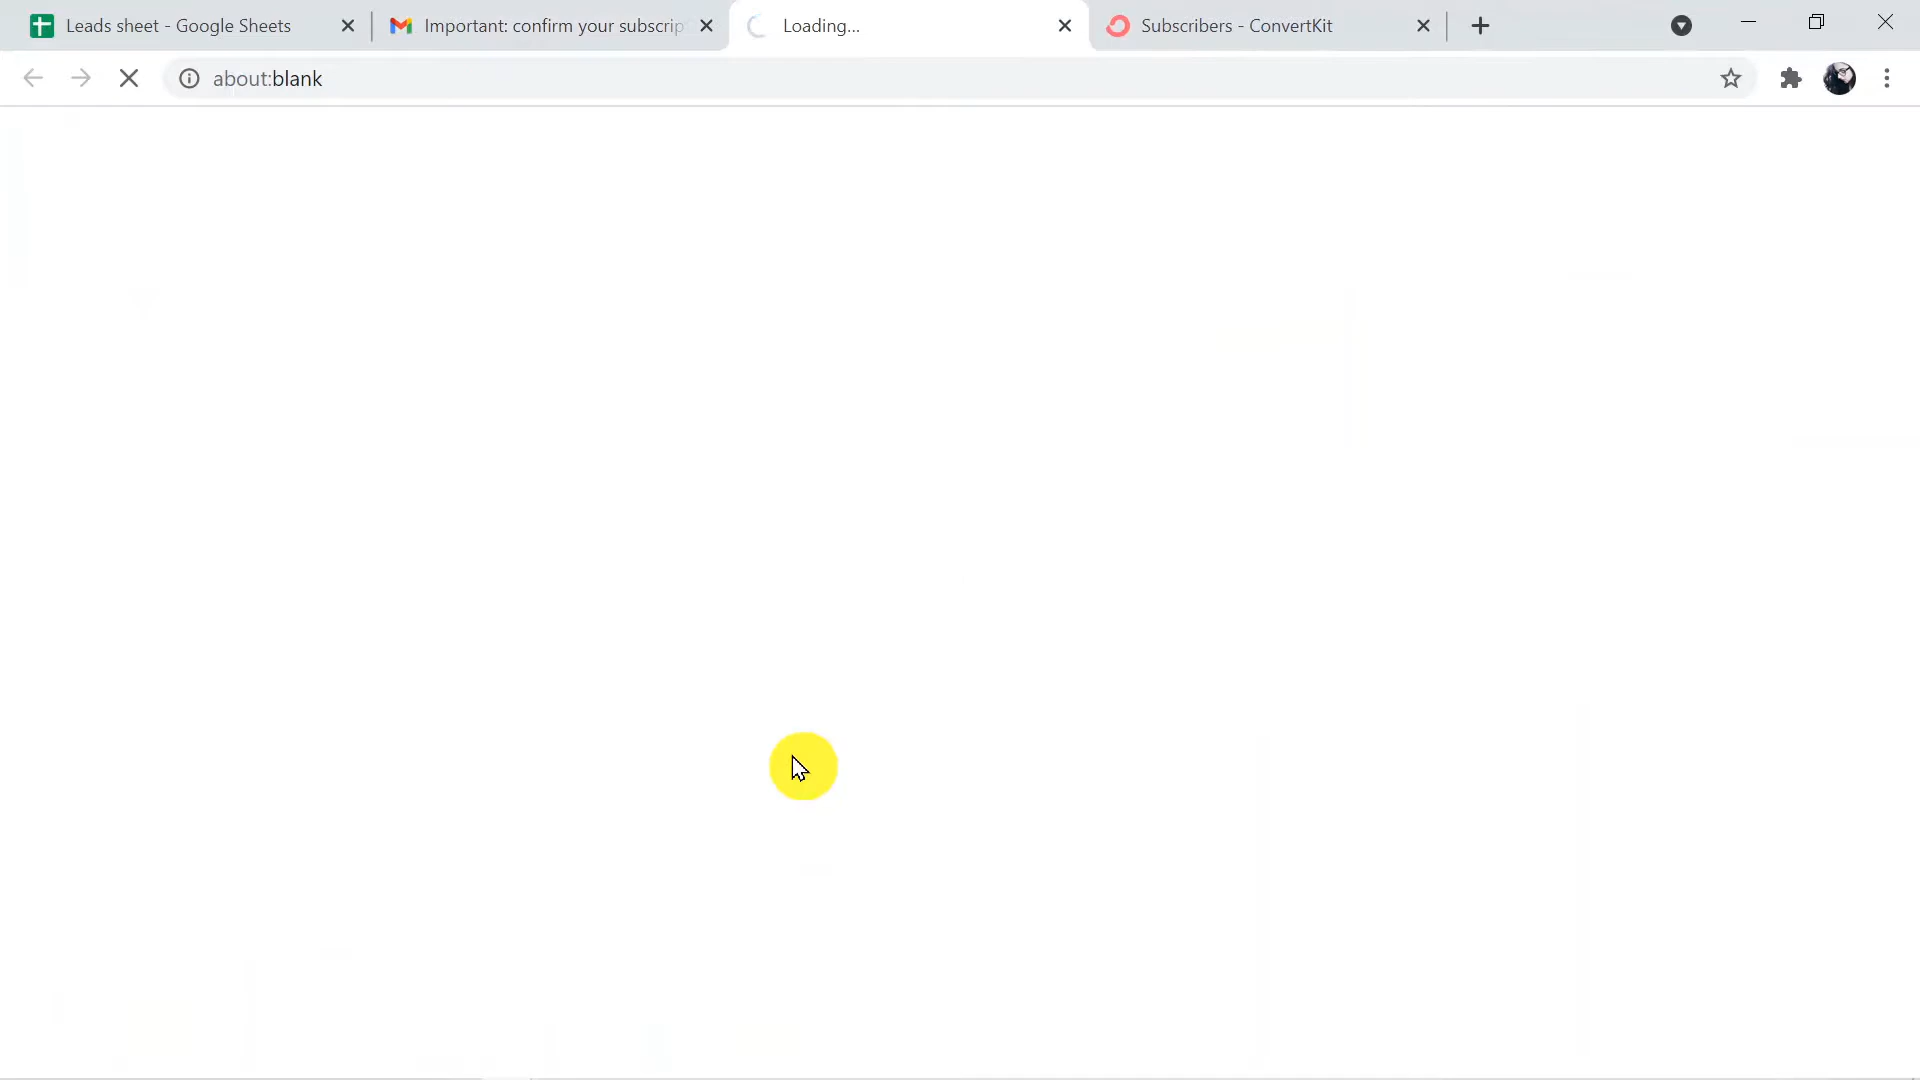 Leads sheet - Google Sheets
Important: confirm your subscrip
Loading...
Subscribers - ConvertKit
about:blank